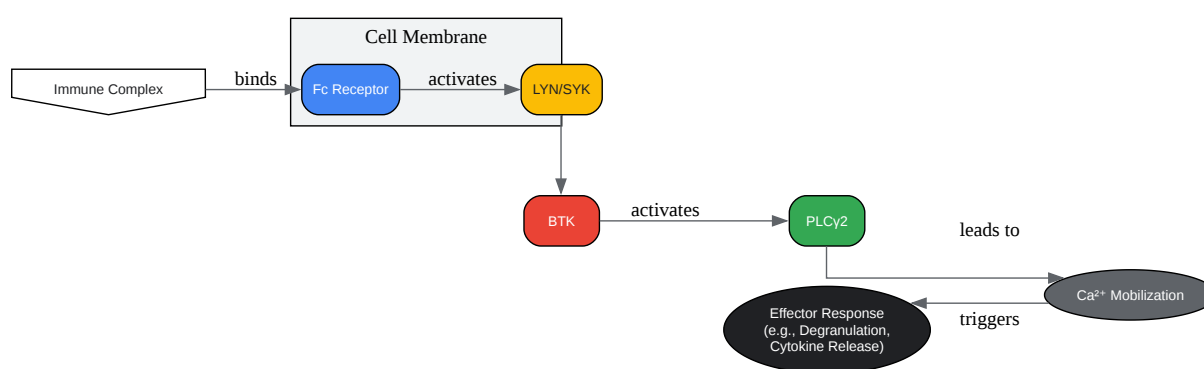 Cell Membrane
Immune Complex
binds
Fc Receptor
activates
LYN/SYK
BTK
activates
PLCγ2
leads to
Ca²⁺ Mobilization
triggers
Effector Response
(e.g., Degranulation,
Cytokine Release)